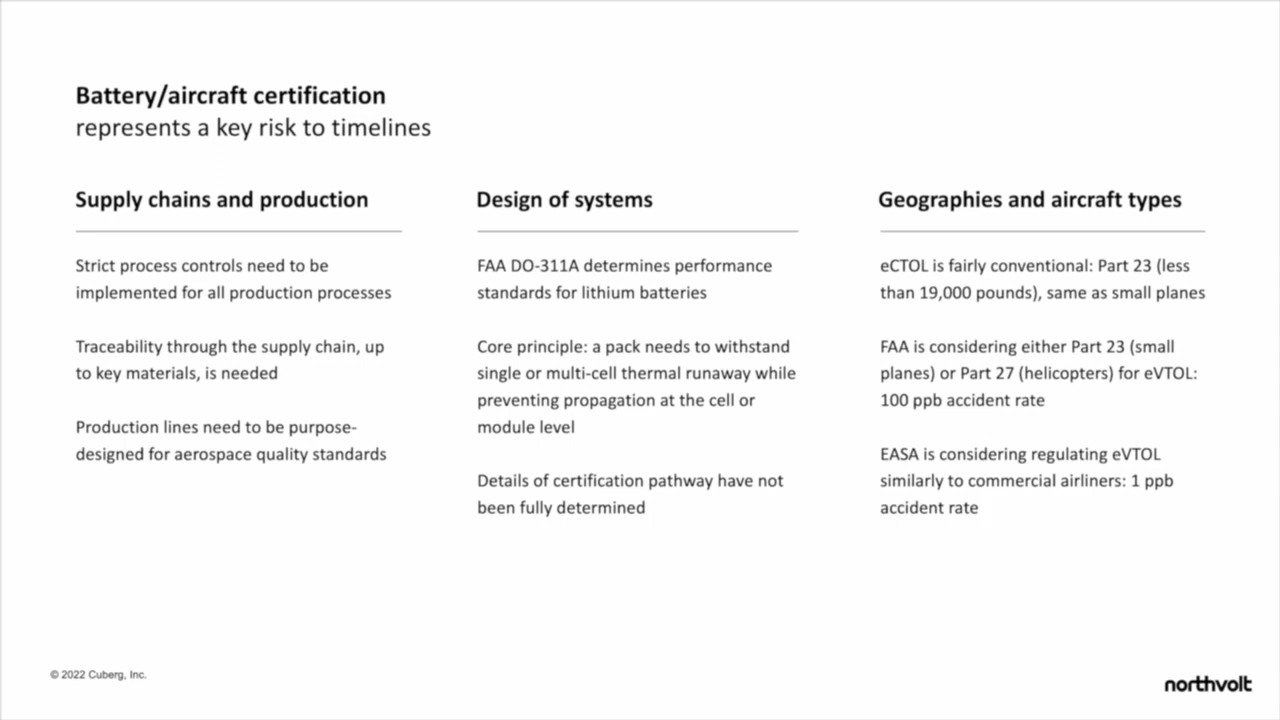 Battery/aircraft certification
represents a key risk to timelines
Supply chains and production
Strict process controls need to be
implemented for all production processes
Traceability through the supply chain, up
to key materials, is needed
Production lines need to be purpose-
designed for aerospace quality standards
Design of systems
FAA DO-311A determines performance
standards for lithium batteries
Core principle: a pack needs to withstand
single or multi-cell thermal runaway while
preventing propagation at the cell or
module level
Details of certification pathway have not
been fully determined
Geographies and aircraft types
eCTOL is fairly conventional: Part 23 (less
than 19,000 pounds), same as small planes
FAA is considering either Part 23 (small
planes) or Part 27 (helicopters) for eVTOL:
100 ppb accident rate
EASA is considering regulating eVTOL
similarly to commercial airliners: 1 ppb
accident rate
© 2022 Cuberg, Inc.
northvolt